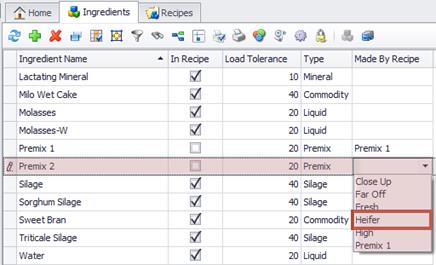 Home Ingredients Recipes
Ingredient Name In Recipe Load Tolerance Type Made By Recipe
Lactating Mineral 10 Mineral
Milo Wet Cake 40 Commodity
Molasses 20 Liquid
Molasses-W 20 Liquid
Premix 1 20 Premix Premix 1
Premix 2 20 Premix
Silage 40 Silage Close Up
Far Off
Sorghum Silage 40 Silage Fresh
Sweet Bran 20 Commodity Heifer
Triticale Silage 40 Silage High
Premix 1
Water 20 Liquid